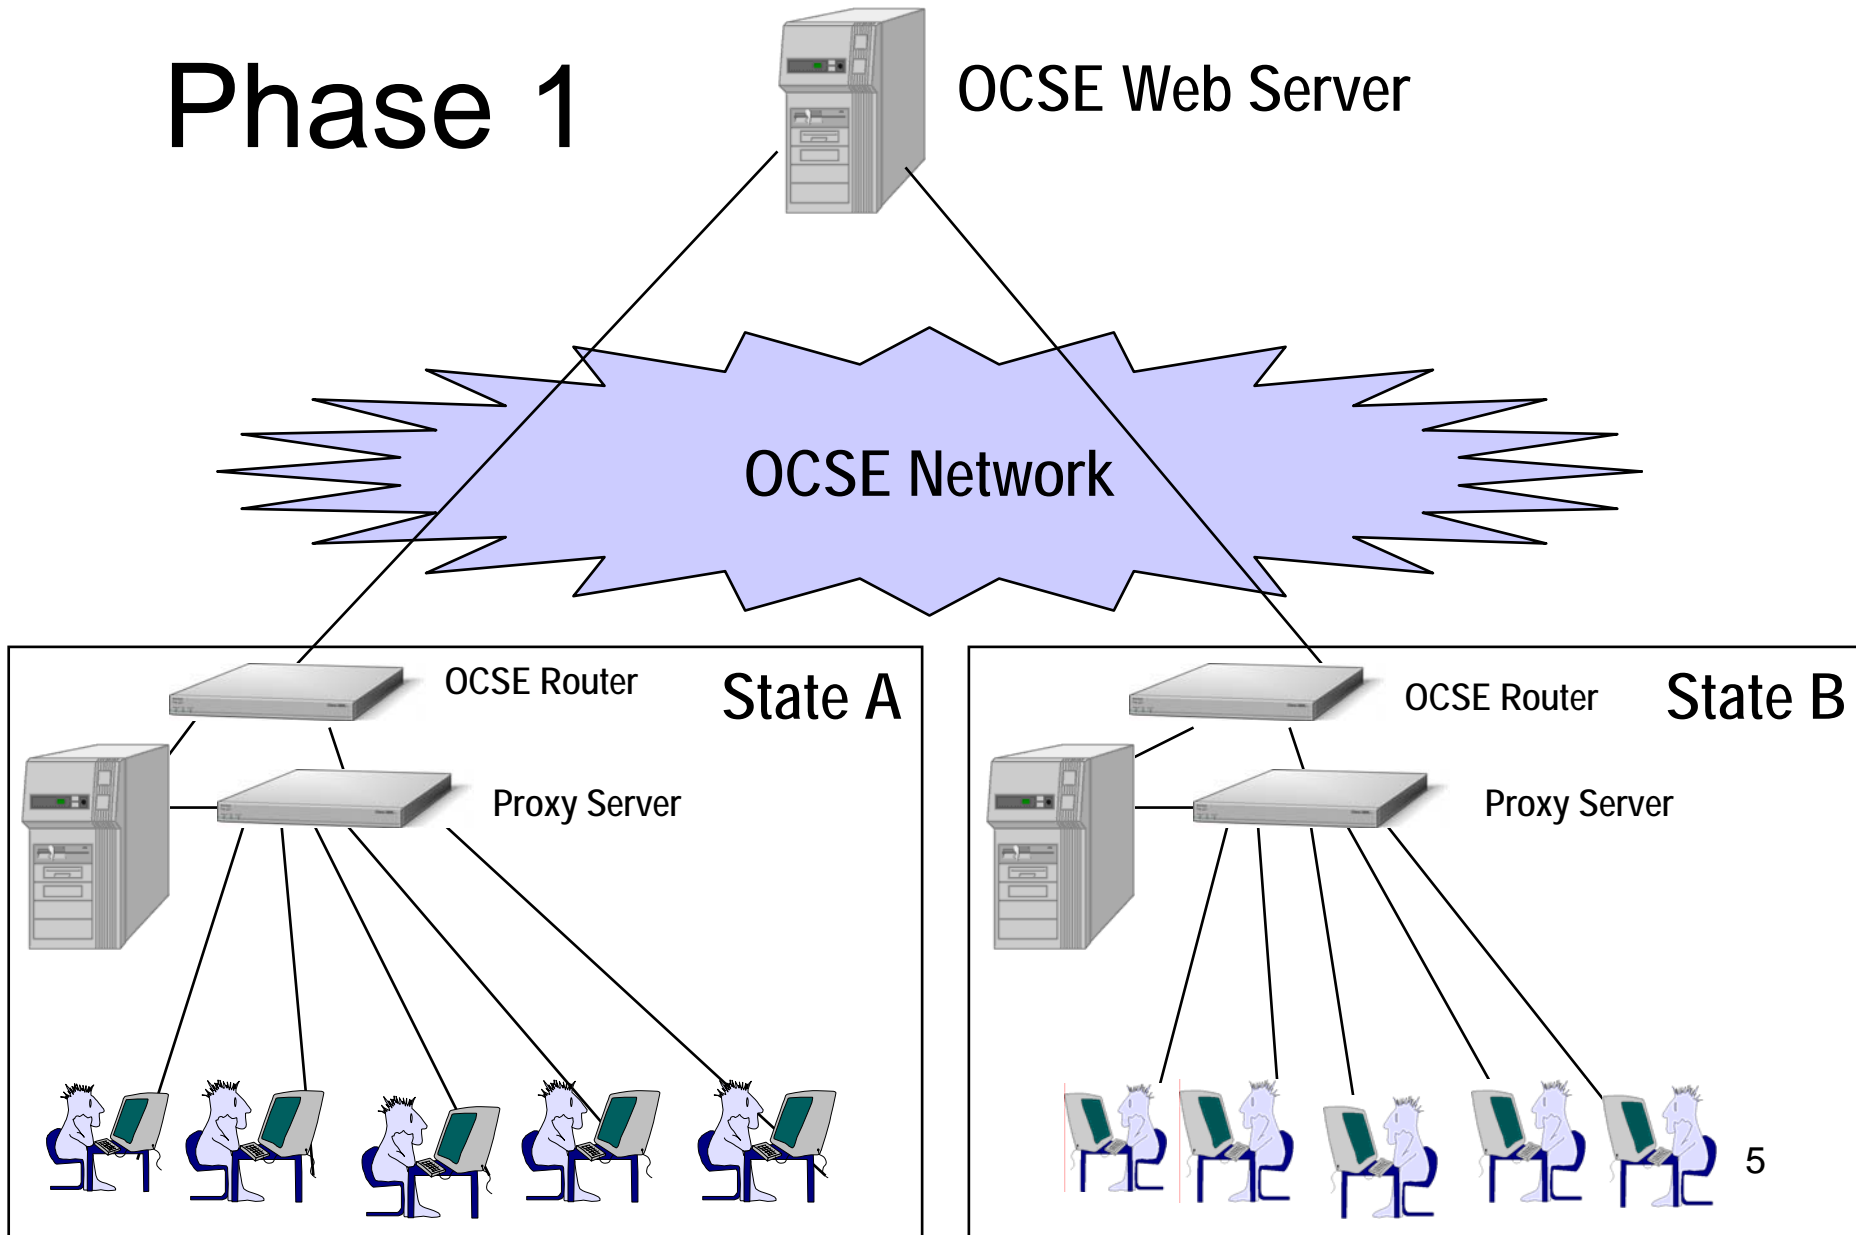 Phase 1
OCSE Web Server
OCSE Network
OCSE Router
State A
Proxy Server
OCSE Router
State B
Proxy Server
5